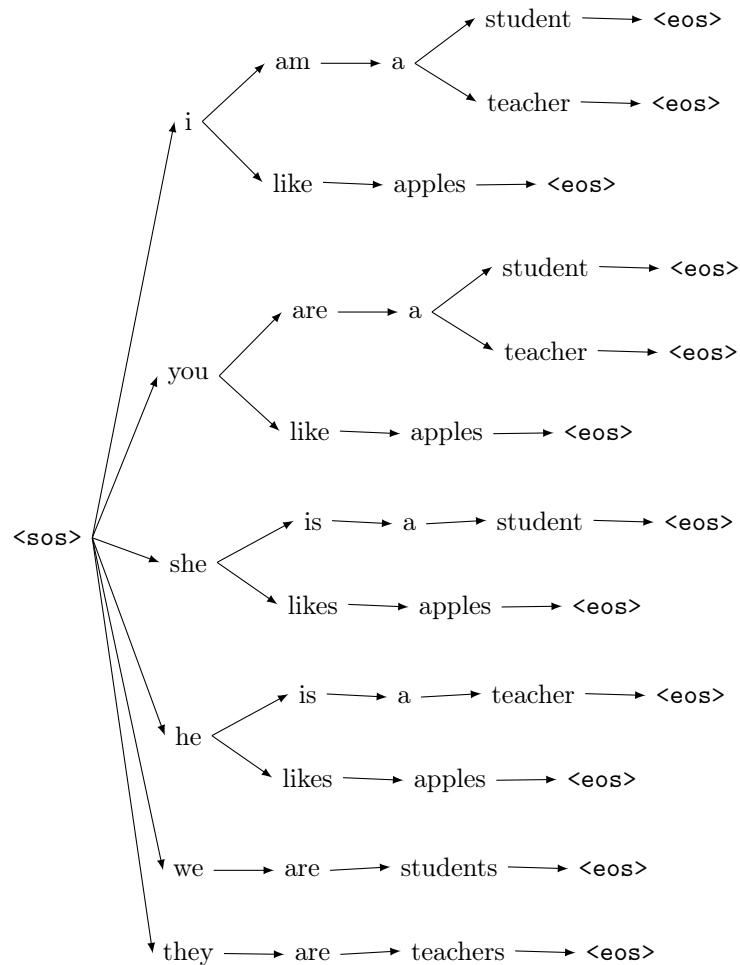 student <eos>
am a
teacher <eos>
i
like apples <eos>
student <eos>
are a
teacher <eos>
you
like apples <eos>
is a student <eos>
<sos>
she
likes apples <eos>
is a teacher <eos>
he
likes apples <eos>
we are students <eos>
they are teachers <eos>